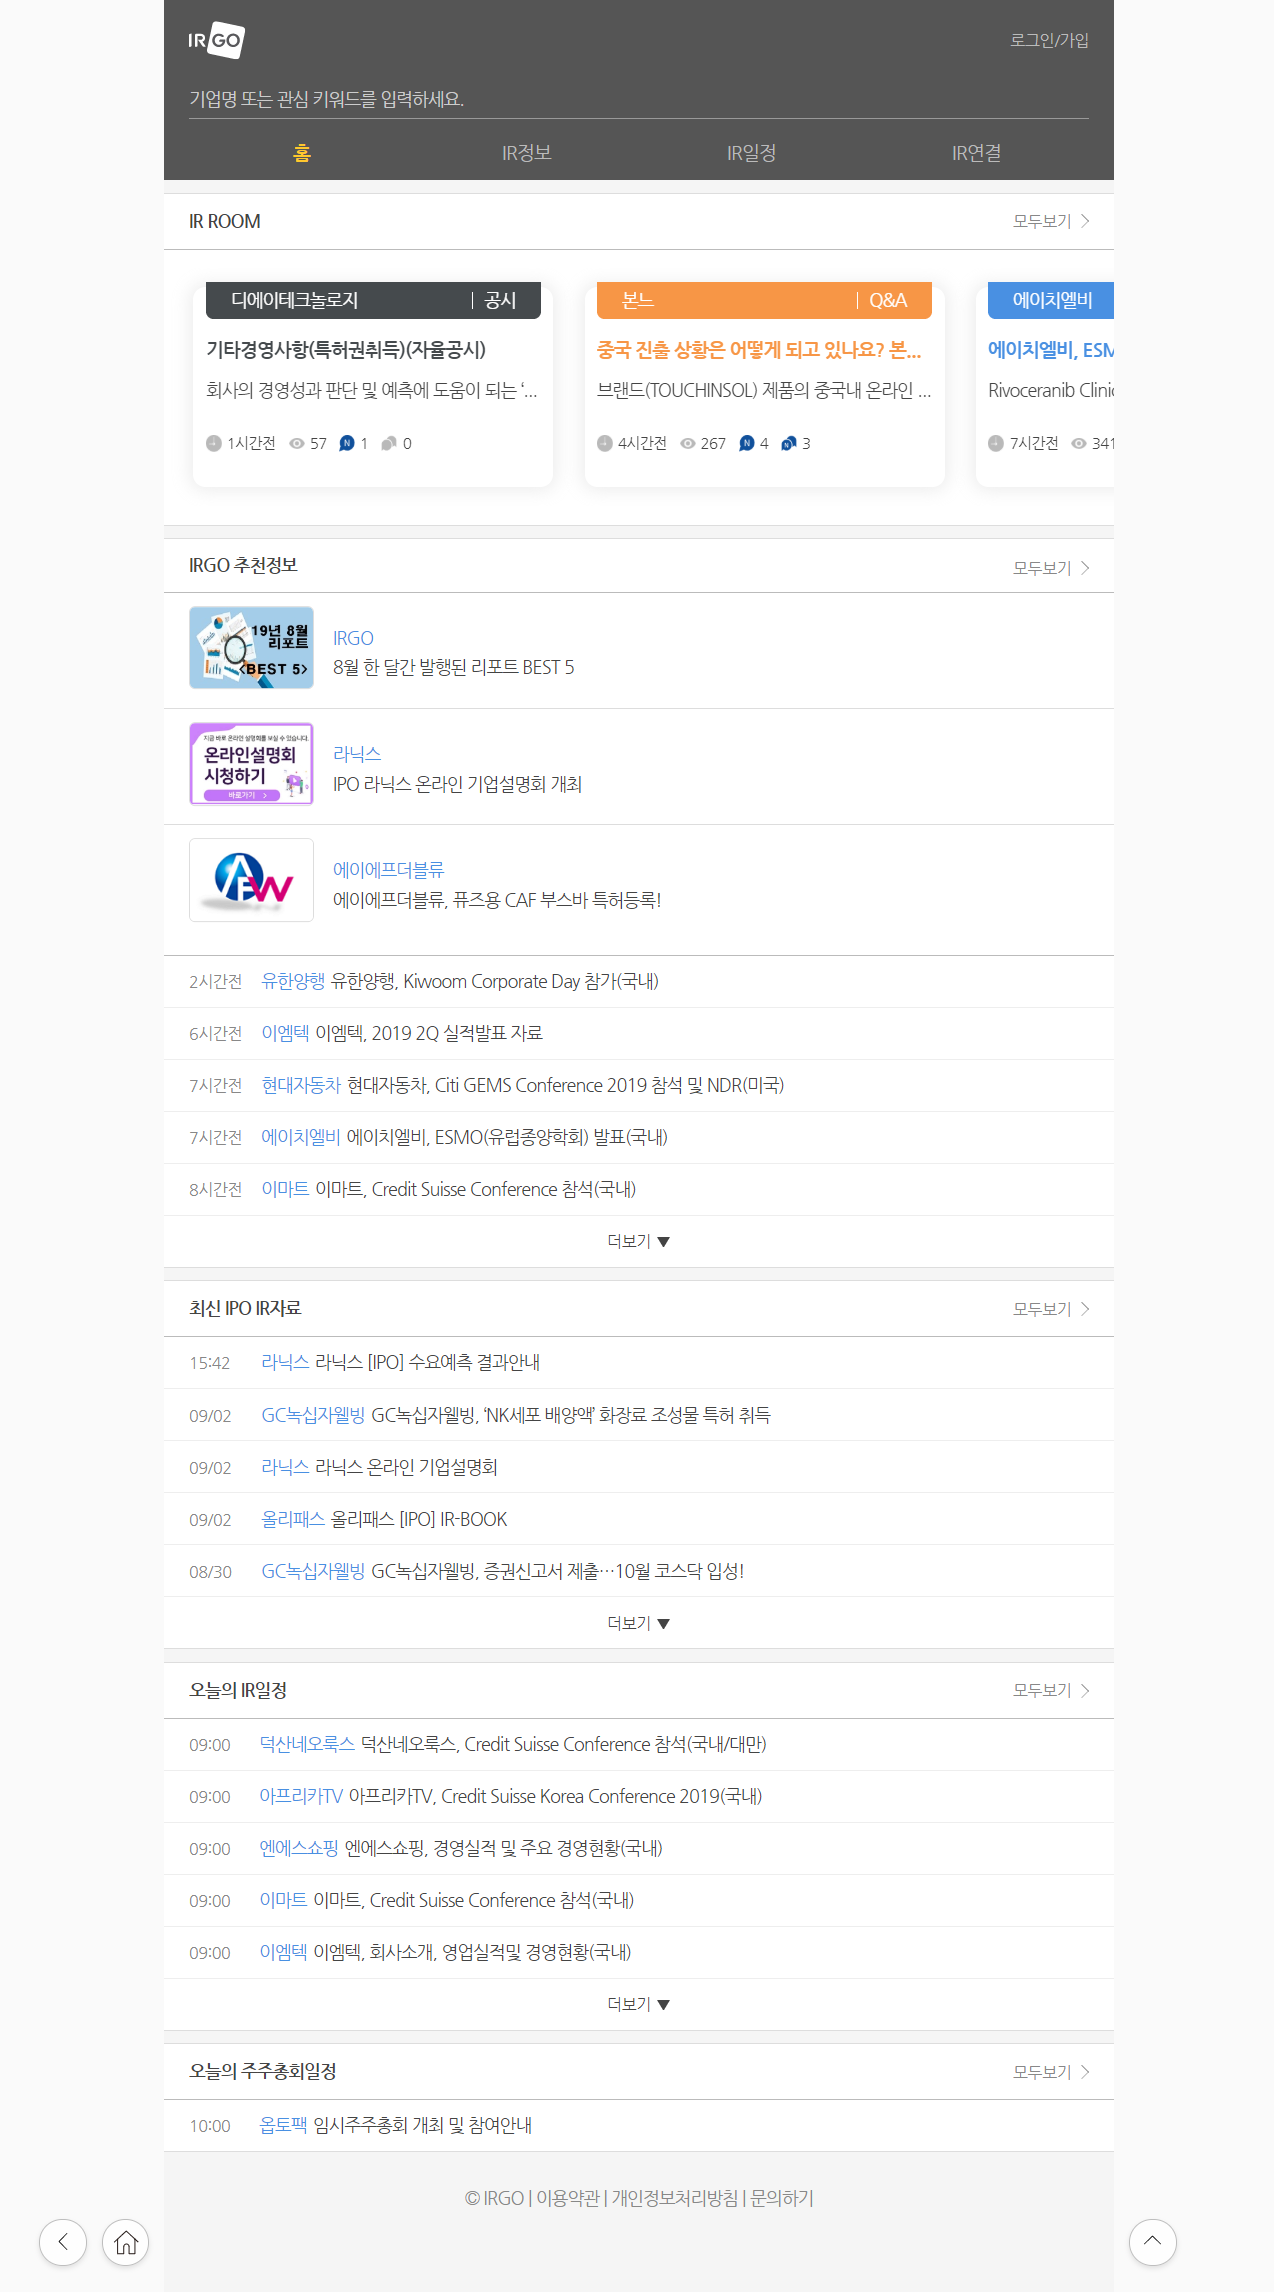 IRGO
로그인/가입
기업명 또는 관심 키워드를 입력하세요.
홈 IR정보 IR일정 IR연결
IR ROOM 모두보기
디에이테크놀로지 | 공시
기타경영사항(특허권취득)(자율공시)
회사의 경영성과 판단 및 예측에 도움이 되는 ‘...
1시간전 57 N 1 0
본느 | Q&A
중국 진출 상황은 어떻게 되고 있나요? 본...
브랜드(TOUCHINSOL) 제품의 중국내 온라인 ...
4시간전 267 N 4 N 3
에이치엘비
에이치엘비, ESM
Rivoceranib Clinic
7시간전 341
IRGO 추천정보 모두보기
19년 8월
리포트
<BEST 5>
IRGO
8월 한 달간 발행된 리포트 BEST 5
지금 바로 온라인 설명회를 보실 수 있습니다.
온라인설명회
시청하기
바로가기 >
라닉스
IPO 라닉스 온라인 기업설명회 개최
AFW
에이에프더블류
에이에프더블류, 퓨즈용 CAF 부스바 특허등록!
2시간전 유한양행 유한양행, Kiwoom Corporate Day 참가(국내)
6시간전 이엠텍 이엠텍, 2019 2Q 실적발표 자료
7시간전 현대자동차 현대자동차, Citi GEMS Conference 2019 참석 및 NDR(미국)
7시간전 에이치엘비 에이치엘비, ESMO(유럽종양학회) 발표(국내)
8시간전 이마트 이마트, Credit Suisse Conference 참석(국내)
더보기 ▼
최신 IPO IR자료 모두보기
15:42 라닉스 라닉스 [IPO] 수요예측 결과안내
09/02 GC녹십자웰빙 GC녹십자웰빙, ‘NK세포 배양액’ 화장료 조성물 특허 취득
09/02 라닉스 라닉스 온라인 기업설명회
09/02 올리패스 올리패스 [IPO] IR-BOOK
08/30 GC녹십자웰빙 GC녹십자웰빙, 증권신고서 제출…10월 코스닥 입성!
더보기 ▼
오늘의 IR일정 모두보기
09:00 덕산네오룩스 덕산네오룩스, Credit Suisse Conference 참석(국내/대만)
09:00 아프리카TV 아프리카TV, Credit Suisse Korea Conference 2019(국내)
09:00 엔에스쇼핑 엔에스쇼핑, 경영실적 및 주요 경영현황(국내)
09:00 이마트 이마트, Credit Suisse Conference 참석(국내)
09:00 이엠텍 이엠텍, 회사소개, 영업실적및 경영현황(국내)
더보기 ▼
오늘의 주주총회일정 모두보기
10:00 옵토팩 임시주주총회 개최 및 참여안내
© IRGO | 이용약관 | 개인정보처리방침 | 문의하기